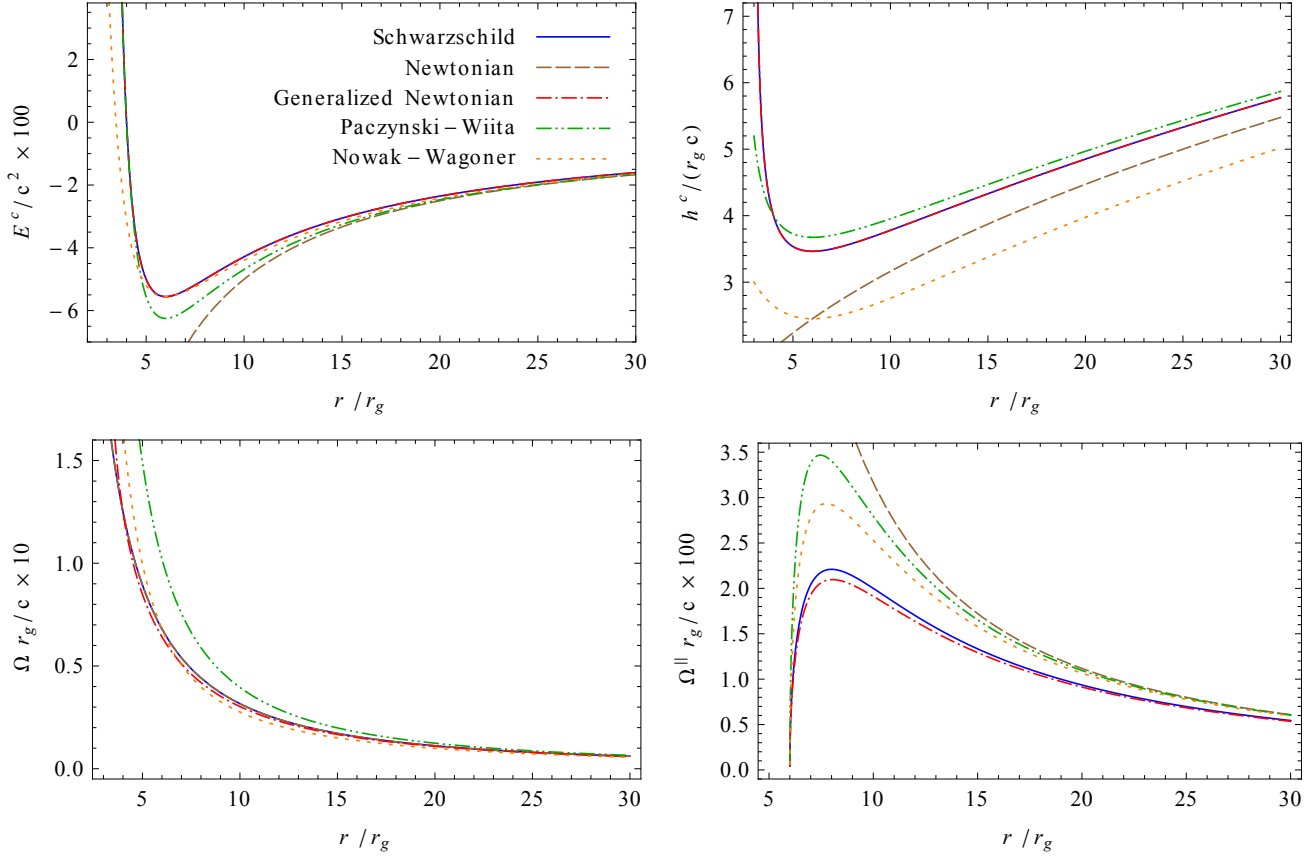 E^c / c^2 × 100
2
0
−2
−4
−6
Schwarzschild
Newtonian
Generalized Newtonian
Paczynski−Wiita
Nowak−Wagoner
5 10 15 20 25 30
r / r_g
h^c / (r_g c)
7
6
5
4
3
5 10 15 20 25 30
r / r_g
Ω r_g / c × 10
1.5
1.0
0.5
0.0
5 10 15 20 25 30
r / r_g
Ω^∥ r_g / c × 100
3.5
3.0
2.5
2.0
1.5
1.0
0.5
0.0
5 10 15 20 25 30
r / r_g